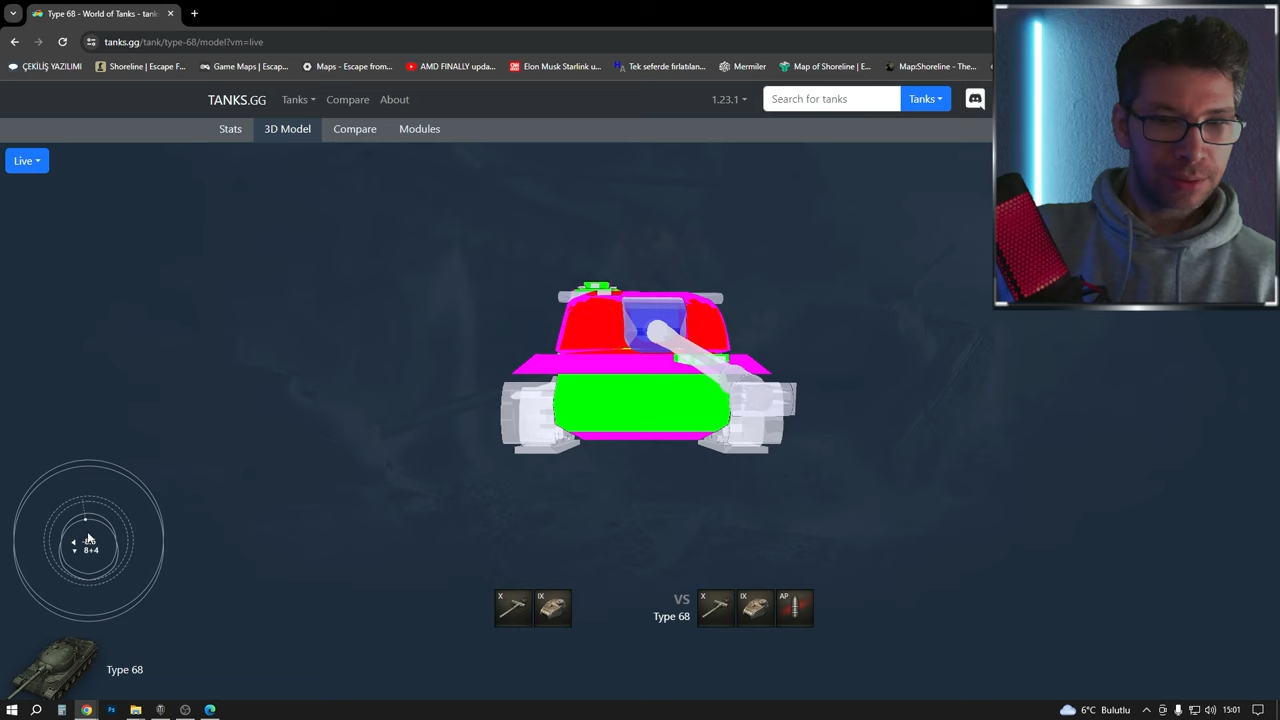 Type 68 - World of Tanks - tank
tanks.gg/tank/type-68/model?vm=live
ÇEKİLİŞ YAZILIMI
Shoreline | Escape F...
Game Maps | Escap...
Maps - Escape from...
AMD FINALLY upda...
Elon Musk Starlink u...
Tek seferde fırlatılan...
Mermiler
Map of Shoreline | E...
Map:Shoreline - The...
TANKS.GG
Tanks
Compare
About
1.23.1
Search for tanks
Tanks
Stats
3D Model
Compare
Modules
Live
8+4
X
IX
VS
Type 68
X
IX
AP
Type 68
6°C Bulutlu
15:01